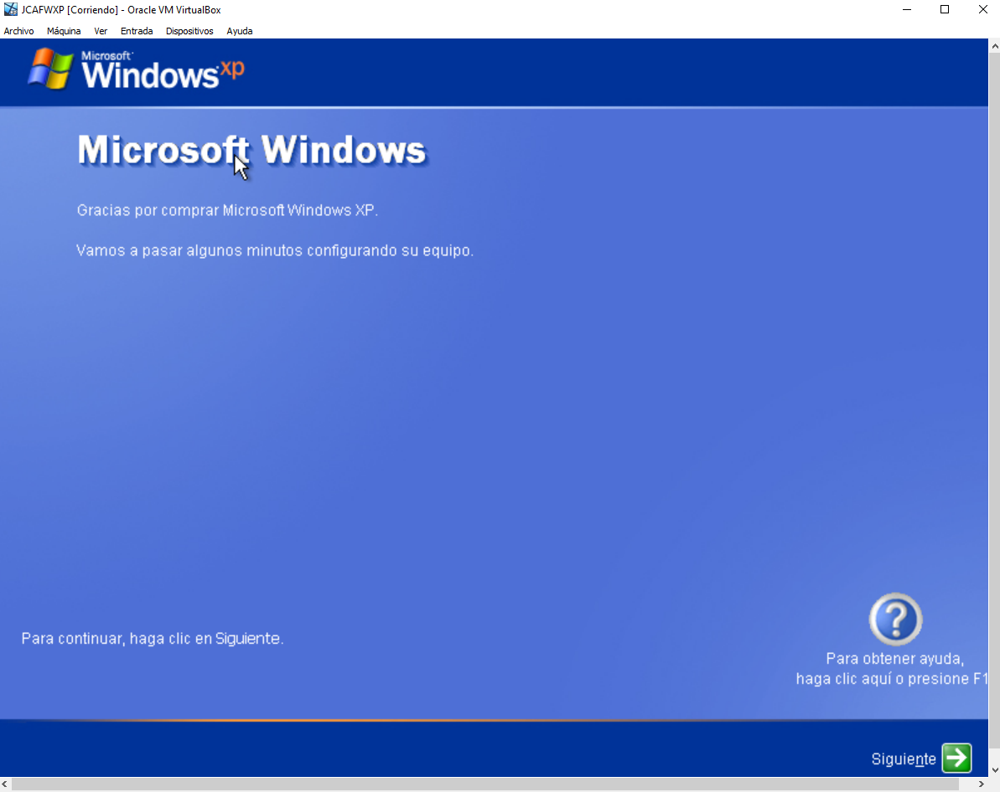 JCAFWXP [Corriendo] - Oracle VM VirtualBox
Archivo Máquina Ver Entrada Dispositivos Ayuda
Microsoft
Windows xp
Microsoft Windows
Gracias por comprar Microsoft Windows XP.
Vamos a pasar algunos minutos configurando su equipo.
Para continuar, haga clic en Siguiente.
?
Para obtener ayuda,
haga clic aquí o presione F1
Siguiente